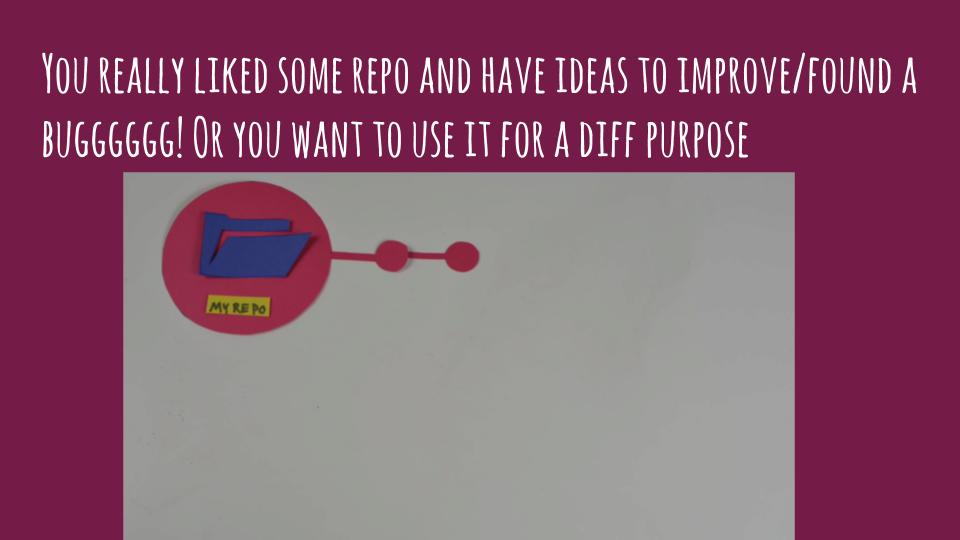 You really liked some repo and have ideas to improve/found a
bugggggg! Or you want to use it for a diff purpose
MY REPO